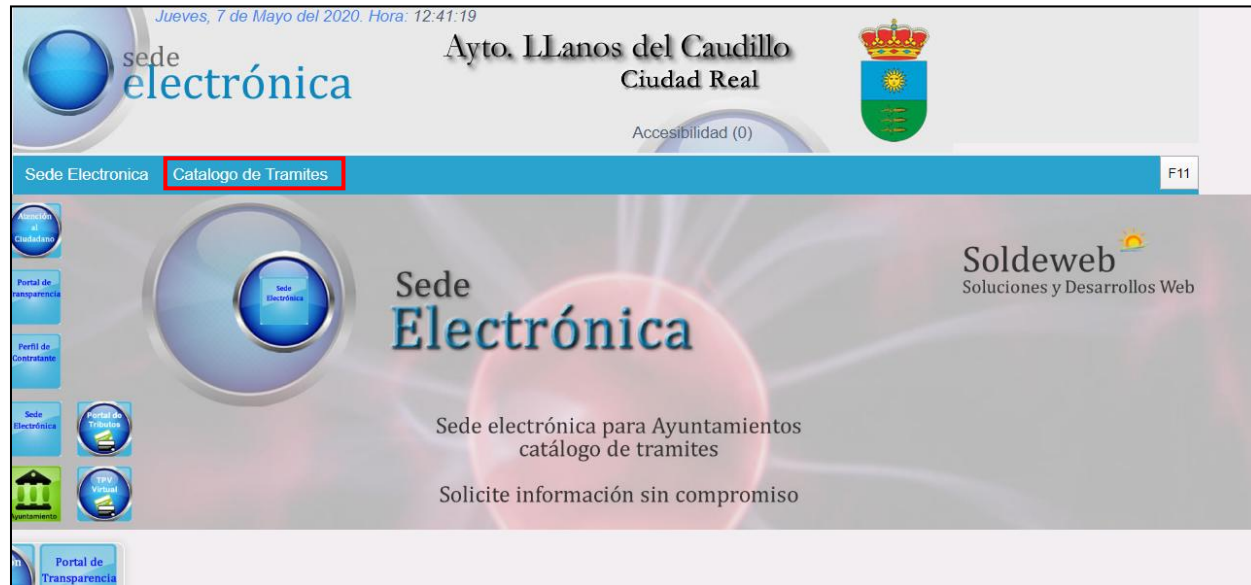 Jueves, 7 de Mayo del 2020. Hora: 12:41:19
sede
electrónica
Ayto. LLanos del Caudillo
Ciudad Real
Accesibilidad (0)
Sede Electronica Catalogo de Tramites F11
Atención
al
Ciudadano
Portal de
ransparencia
Perfil de
Contratante
Sede
Electrónica
Portal de
Tributos
yuntamiento
TPV
Virtual
Sede
Electrónica
Sede
Electrónica
Soldeweb
Soluciones y Desarrollos Web
Sede electrónica para Ayuntamientos
catálogo de tramites
Solicite información sin compromiso
Portal de
Transparencia